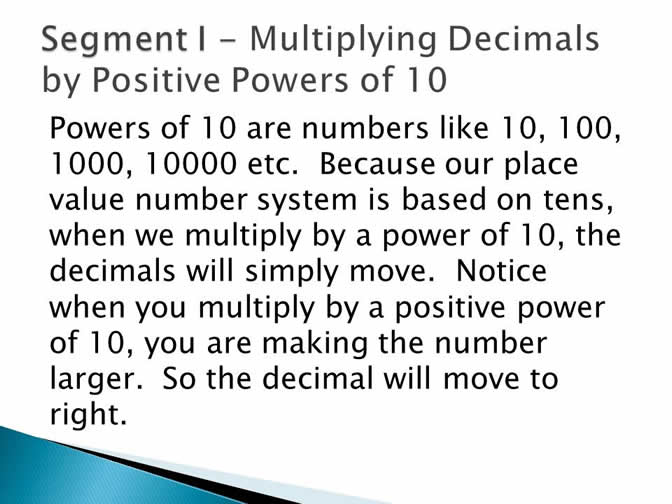 Segment I - Multiplying Decimals
by Positive Powers of 10
Powers of 10 are numbers like 10, 100,
1000, 10000 etc.  Because our place
value number system is based on tens,
when we multiply by a power of 10, the
decimals will simply move.  Notice
when you multiply by a positive power
of 10, you are making the number
larger.  So the decimal will move to
right.